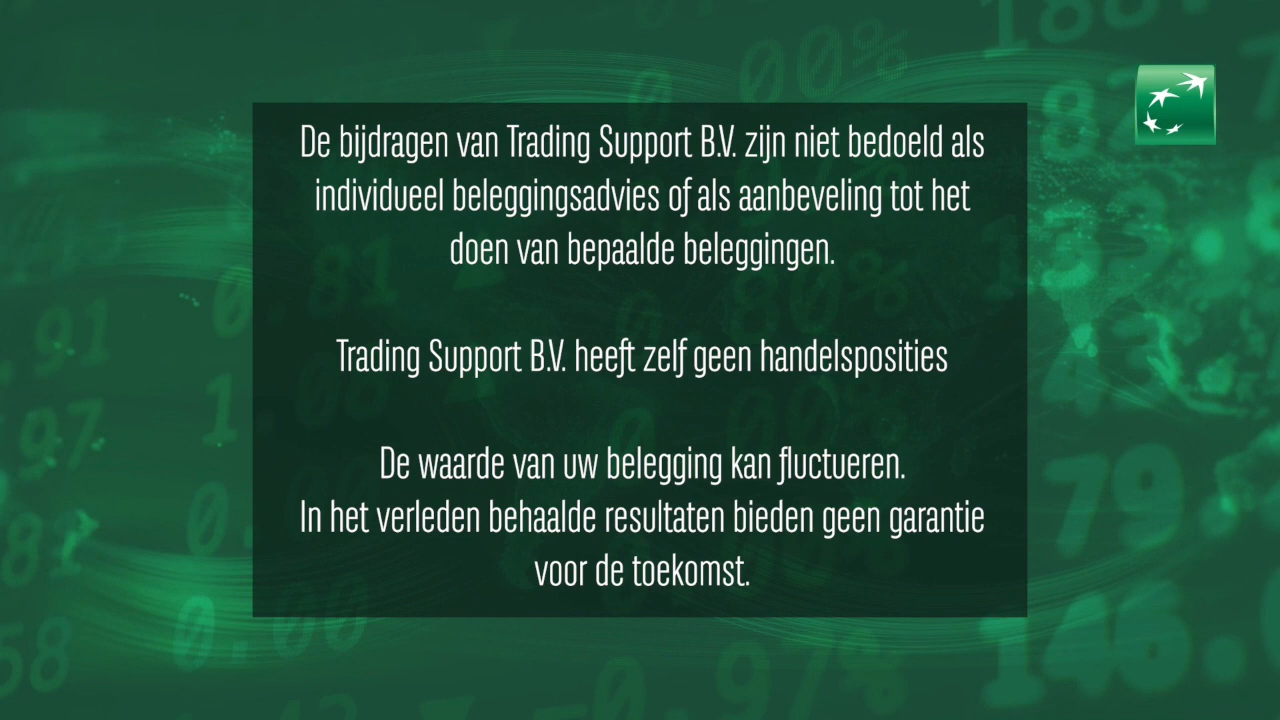 De bijdragen van Trading Support B.V. zijn niet bedoeld als
individueel beleggingsadvies of als aanbeveling tot het
doen van bepaalde beleggingen.
Trading Support B.V. heeft zelf geen handelsposities
De waarde van uw belegging kan fluctueren.
In het verleden behaalde resultaten bieden geen garantie
voor de toekomst.